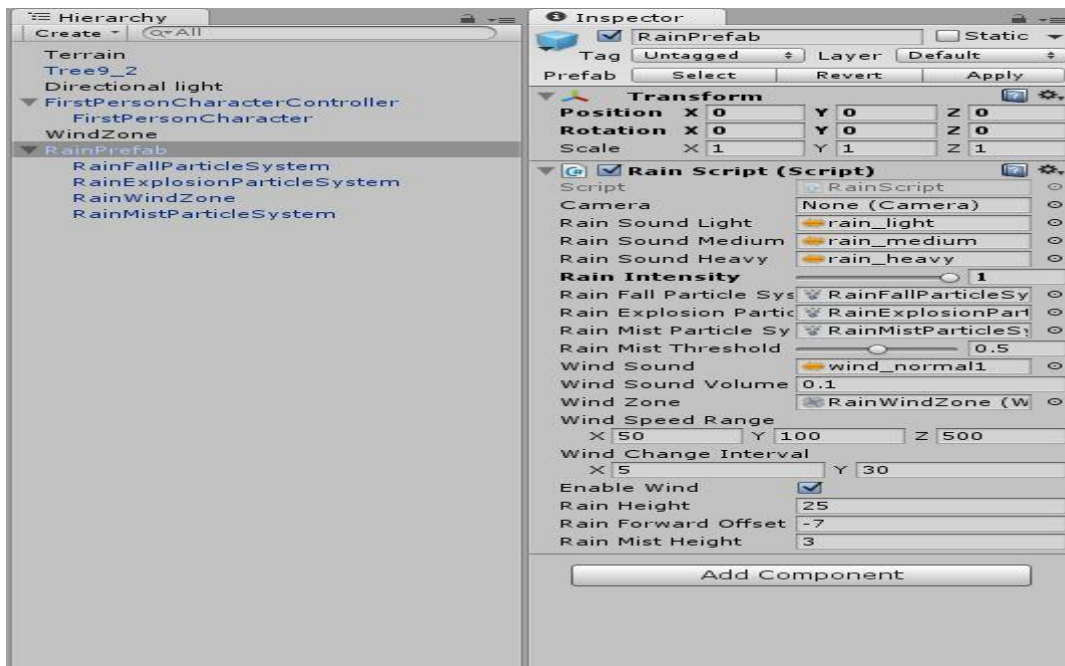 Hierarchy
Create
All
Terrain
Tree9_2
Directional light
FirstPersonCharacterController
FirstPersonCharacter
WindZone
RainPrefab
RainFallParticleSystem
RainExplosionParticleSystem
RainWindZone
RainMistParticleSystem
Inspector
RainPrefab Static
Tag Untagged Layer Default
Prefab Select Revert Apply
Transform
Position X 0 Y 0 Z 0
Rotation X 0 Y 0 Z 0
Scale X 1 Y 1 Z 1
C# Rain Script (Script)
Script RainScript
Camera None (Camera)
Rain Sound Light rain_light
Rain Sound Medium rain_medium
Rain Sound Heavy rain_heavy
Rain Intensity 1
Rain Fall Particle Sys RainFallParticleSy
Rain Explosion Partic RainExplosionPart
Rain Mist Particle Sy RainMistParticleSy
Rain Mist Threshold 0.5
Wind Sound wind_normal1
Wind Sound Volume 0.1
Wind Zone RainWindZone (W
Wind Speed Range
X 50 Y 100 Z 500
Wind Change Interval
X 5 Y 30
Enable Wind
Rain Height 25
Rain Forward Offset -7
Rain Mist Height 3
Add Component